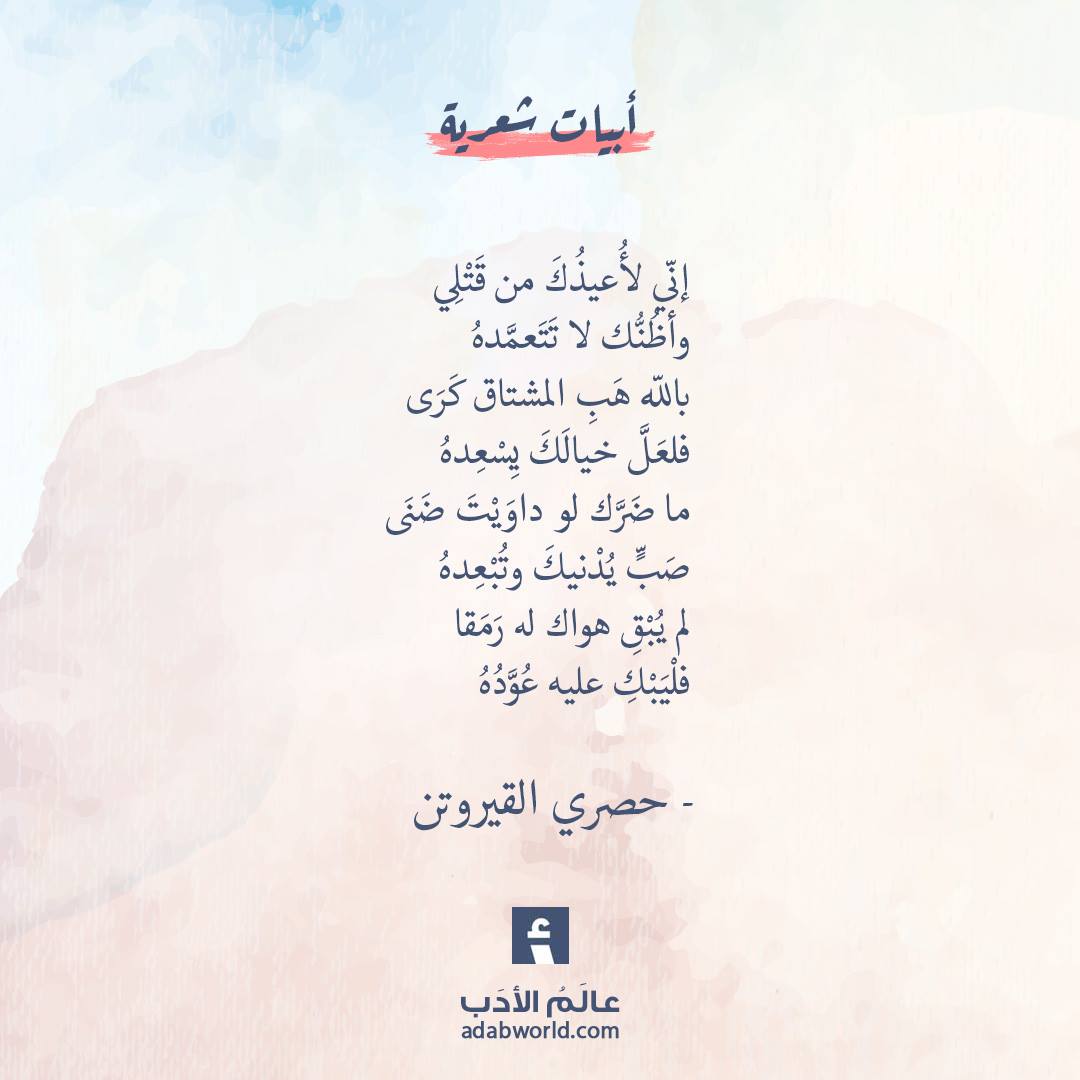 أبيات شعرية
إنّي لأُعيذُكَ من قَتْلِي
وأظُنُّك لا تَتَعمَّدهُ
بالله هَبِ المشتاق كَرَى
فلعَلَّ خيالَكَ يِسْعِدهُ
ما ضَرَّك لو داوَيْتَ ضَنَى
صَبٍّ يُدْنيكَ وتُبْعِدهُ
لم يُبْقِ هواك له رَمَقا
فلْيَبْكِ عليه عُوَّدُهُ
- حصري القيروتن
أ
عالَمُ الأدَب
adabworld.com